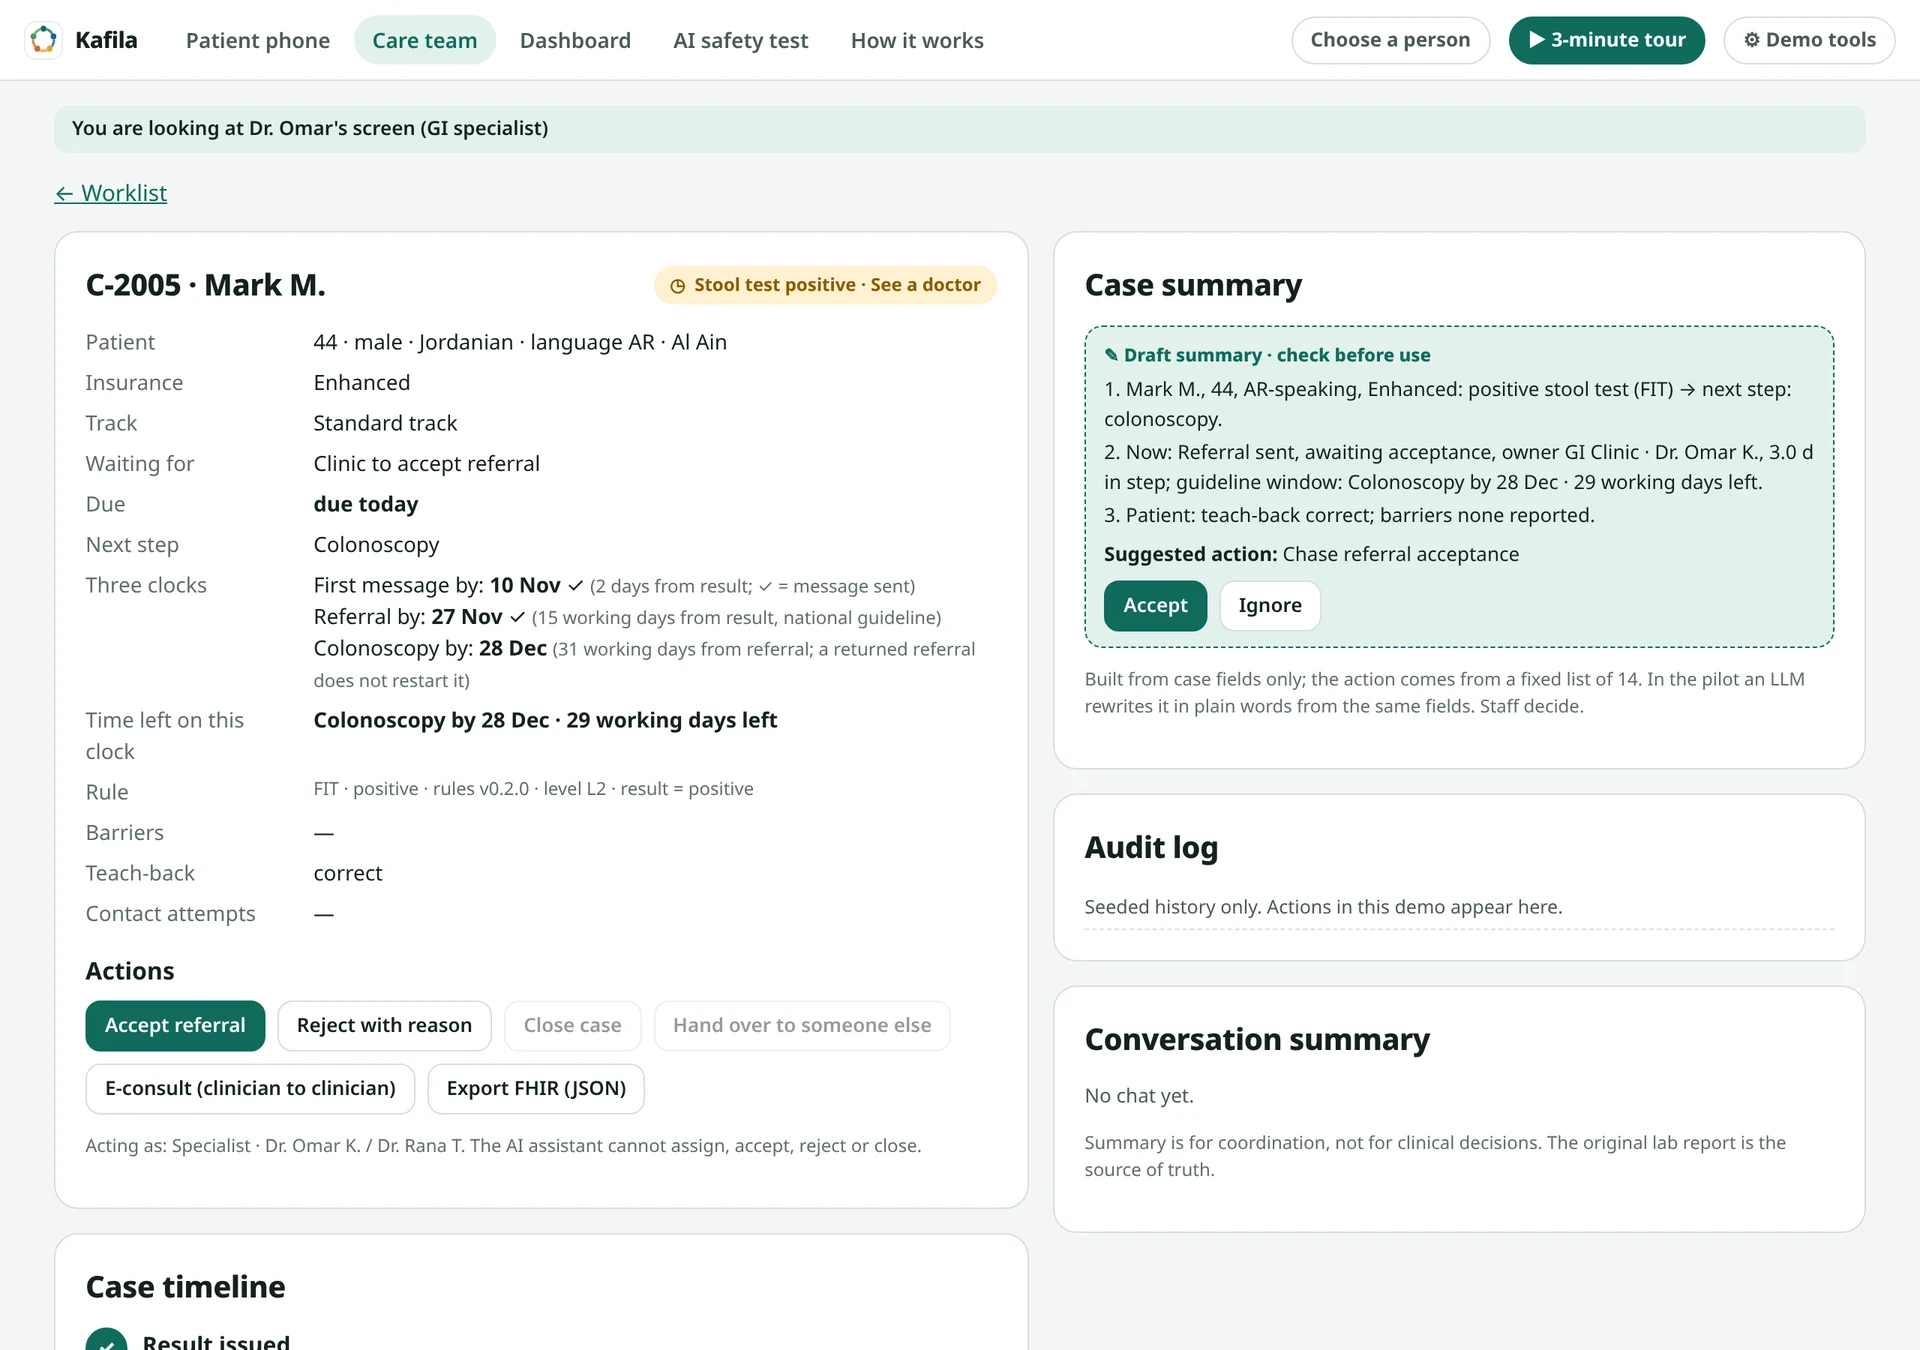 Kafila
Patient phone
Care team
Dashboard
AI safety test
How it works
Choose a person
▶ 3-minute tour
⚙ Demo tools
You are looking at Dr. Omar's screen (GI specialist)
← Worklist
C-2005 · Mark M.
◷ Stool test positive · See a doctor
Patient 44 · male · Jordanian · language AR · Al Ain
Insurance Enhanced
Track Standard track
Waiting for Clinic to accept referral
Due due today
Next step Colonoscopy
Three clocks First message by: 10 Nov ✓ (2 days from result; ✓ = message sent)
Referral by: 27 Nov ✓ (15 working days from result, national guideline)
Colonoscopy by: 28 Dec (31 working days from referral; a returned referral
does not restart it)
Time left on this Colonoscopy by 28 Dec · 29 working days left
clock
Rule FIT · positive · rules v0.2.0 · level L2 · result = positive
Barriers —
Teach-back correct
Contact attempts —
Actions
Accept referral
Reject with reason
Close case
Hand over to someone else
E-consult (clinician to clinician)
Export FHIR (JSON)
Acting as: Specialist · Dr. Omar K. / Dr. Rana T. The AI assistant cannot assign, accept, reject or close.
Case timeline
✓ Result issued
Case summary
✎ Draft summary · check before use
1. Mark M., 44, AR-speaking, Enhanced: positive stool test (FIT) → next step:
colonoscopy.
2. Now: Referral sent, awaiting acceptance, owner GI Clinic · Dr. Omar K., 3.0 d
in step; guideline window: Colonoscopy by 28 Dec · 29 working days left.
3. Patient: teach-back correct; barriers none reported.
Suggested action: Chase referral acceptance
Accept
Ignore
Built from case fields only; the action comes from a fixed list of 14. In the pilot an LLM
rewrites it in plain words from the same fields. Staff decide.
Audit log
Seeded history only. Actions in this demo appear here.
Conversation summary
No chat yet.
Summary is for coordination, not for clinical decisions. The original lab report is the
source of truth.